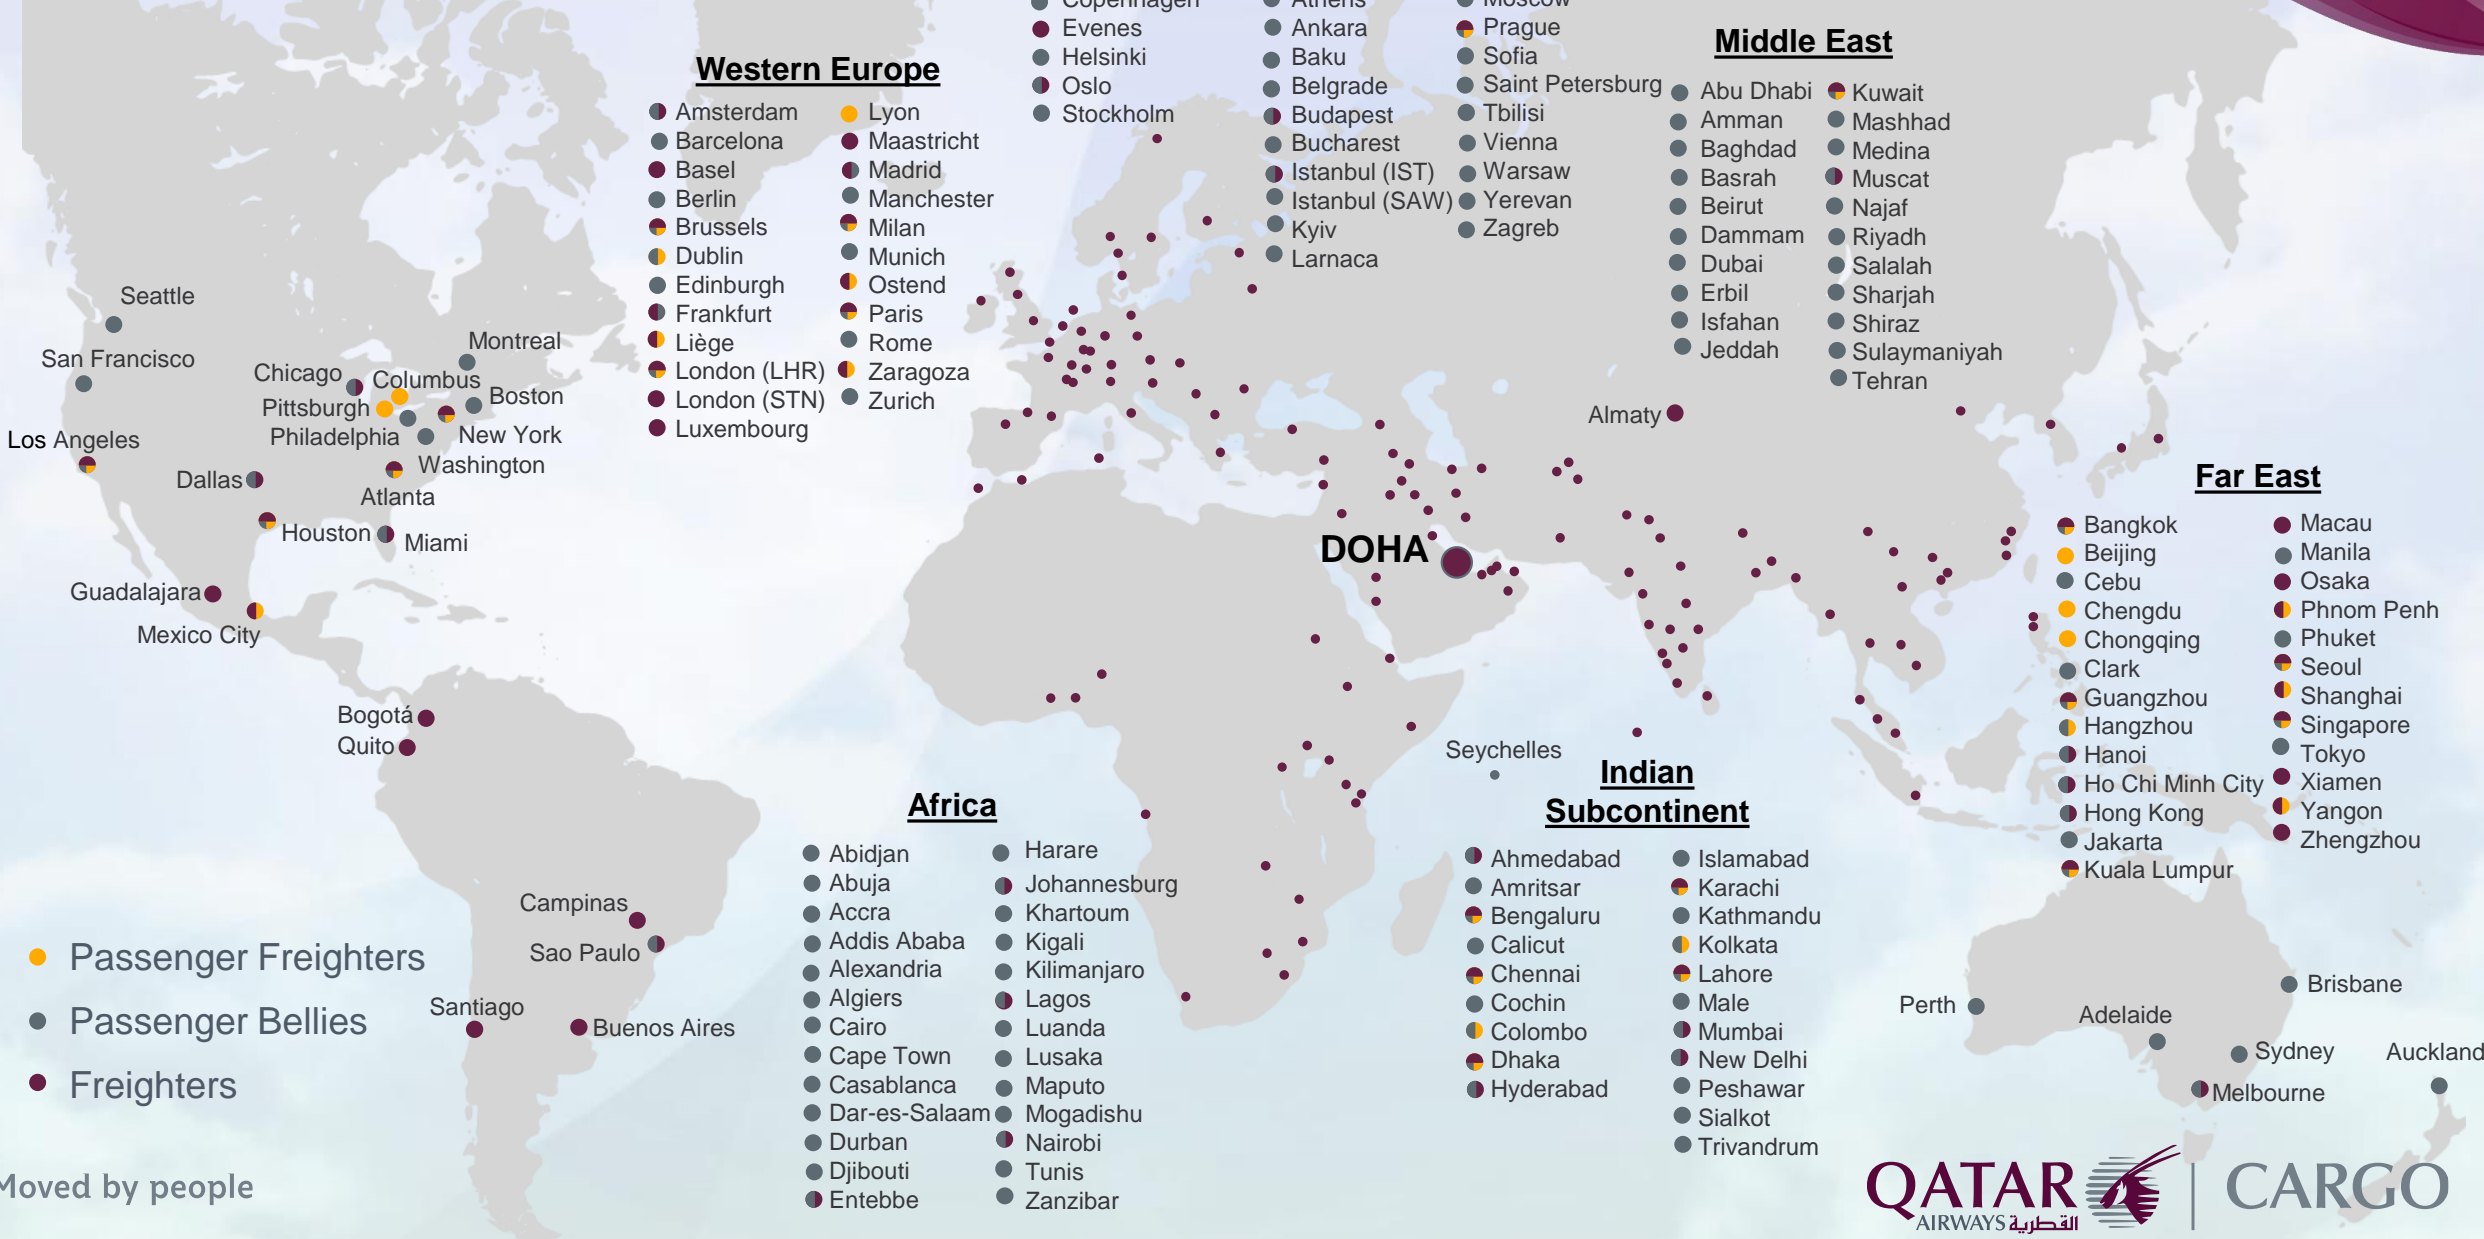 Copenhagen
Evenes
Helsinki
Oslo
Stockholm
Athens
Ankara
Baku
Belgrade
Budapest
Bucharest
Istanbul (IST)
Istanbul (SAW)
Kyiv
Larnaca
Moscow
Prague
Sofia
Saint Petersburg
Tbilisi
Vienna
Warsaw
Yerevan
Zagreb
Middle East
Abu Dhabi
Amman
Baghdad
Basrah
Beirut
Dammam
Dubai
Erbil
Isfahan
Jeddah
Kuwait
Mashhad
Medina
Muscat
Najaf
Riyadh
Salalah
Sharjah
Shiraz
Sulaymaniyah
Tehran
Western Europe
Amsterdam
Barcelona
Basel
Berlin
Brussels
Dublin
Edinburgh
Frankfurt
Liège
London (LHR)
London (STN)
Luxembourg
Lyon
Maastricht
Madrid
Manchester
Milan
Munich
Ostend
Paris
Rome
Zaragoza
Zurich
Seattle
San Francisco
Los Angeles
Chicago
Columbus
Pittsburgh
Philadelphia
Montreal
Boston
New York
Washington
Dallas
Atlanta
Houston
Miami
Guadalajara
Mexico City
Bogotá
Quito
Campinas
Sao Paulo
Santiago
Buenos Aires
Almaty
DOHA
Seychelles
Far East
Bangkok
Beijing
Cebu
Chengdu
Chongqing
Clark
Guangzhou
Hangzhou
Hanoi
Ho Chi Minh City
Hong Kong
Jakarta
Kuala Lumpur
Macau
Manila
Osaka
Phnom Penh
Phuket
Seoul
Shanghai
Singapore
Tokyo
Xiamen
Yangon
Zhengzhou
Africa
Abidjan
Abuja
Accra
Addis Ababa
Alexandria
Algiers
Cairo
Cape Town
Casablanca
Dar-es-Salaam
Durban
Djibouti
Entebbe
Harare
Johannesburg
Khartoum
Kigali
Kilimanjaro
Lagos
Luanda
Lusaka
Maputo
Mogadishu
Nairobi
Tunis
Zanzibar
Indian
Subcontinent
Ahmedabad
Amritsar
Bengaluru
Calicut
Chennai
Cochin
Colombo
Dhaka
Hyderabad
Islamabad
Karachi
Kathmandu
Kolkata
Lahore
Male
Mumbai
New Delhi
Peshawar
Sialkot
Trivandrum
Perth
Adelaide
Brisbane
Sydney
Melbourne
Auckland
Passenger Freighters
Passenger Bellies
Freighters
Moved by people
QATAR
AIRWAYS القطرية
CARGO